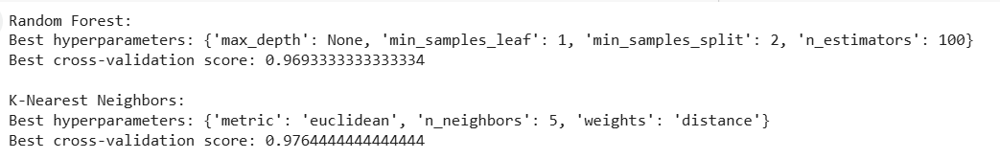 Random Forest:
Best hyperparameters: {'max_depth': None, 'min_samples_leaf': 1, 'min_samples_split': 2, 'n_estimators': 100}
Best cross-validation score: 0.9693333333333334
K-Nearest Neighbors:
Best hyperparameters: {'metric': 'euclidean', 'n_neighbors': 5, 'weights': 'distance'}
Best cross-validation score: 0.9764444444444444